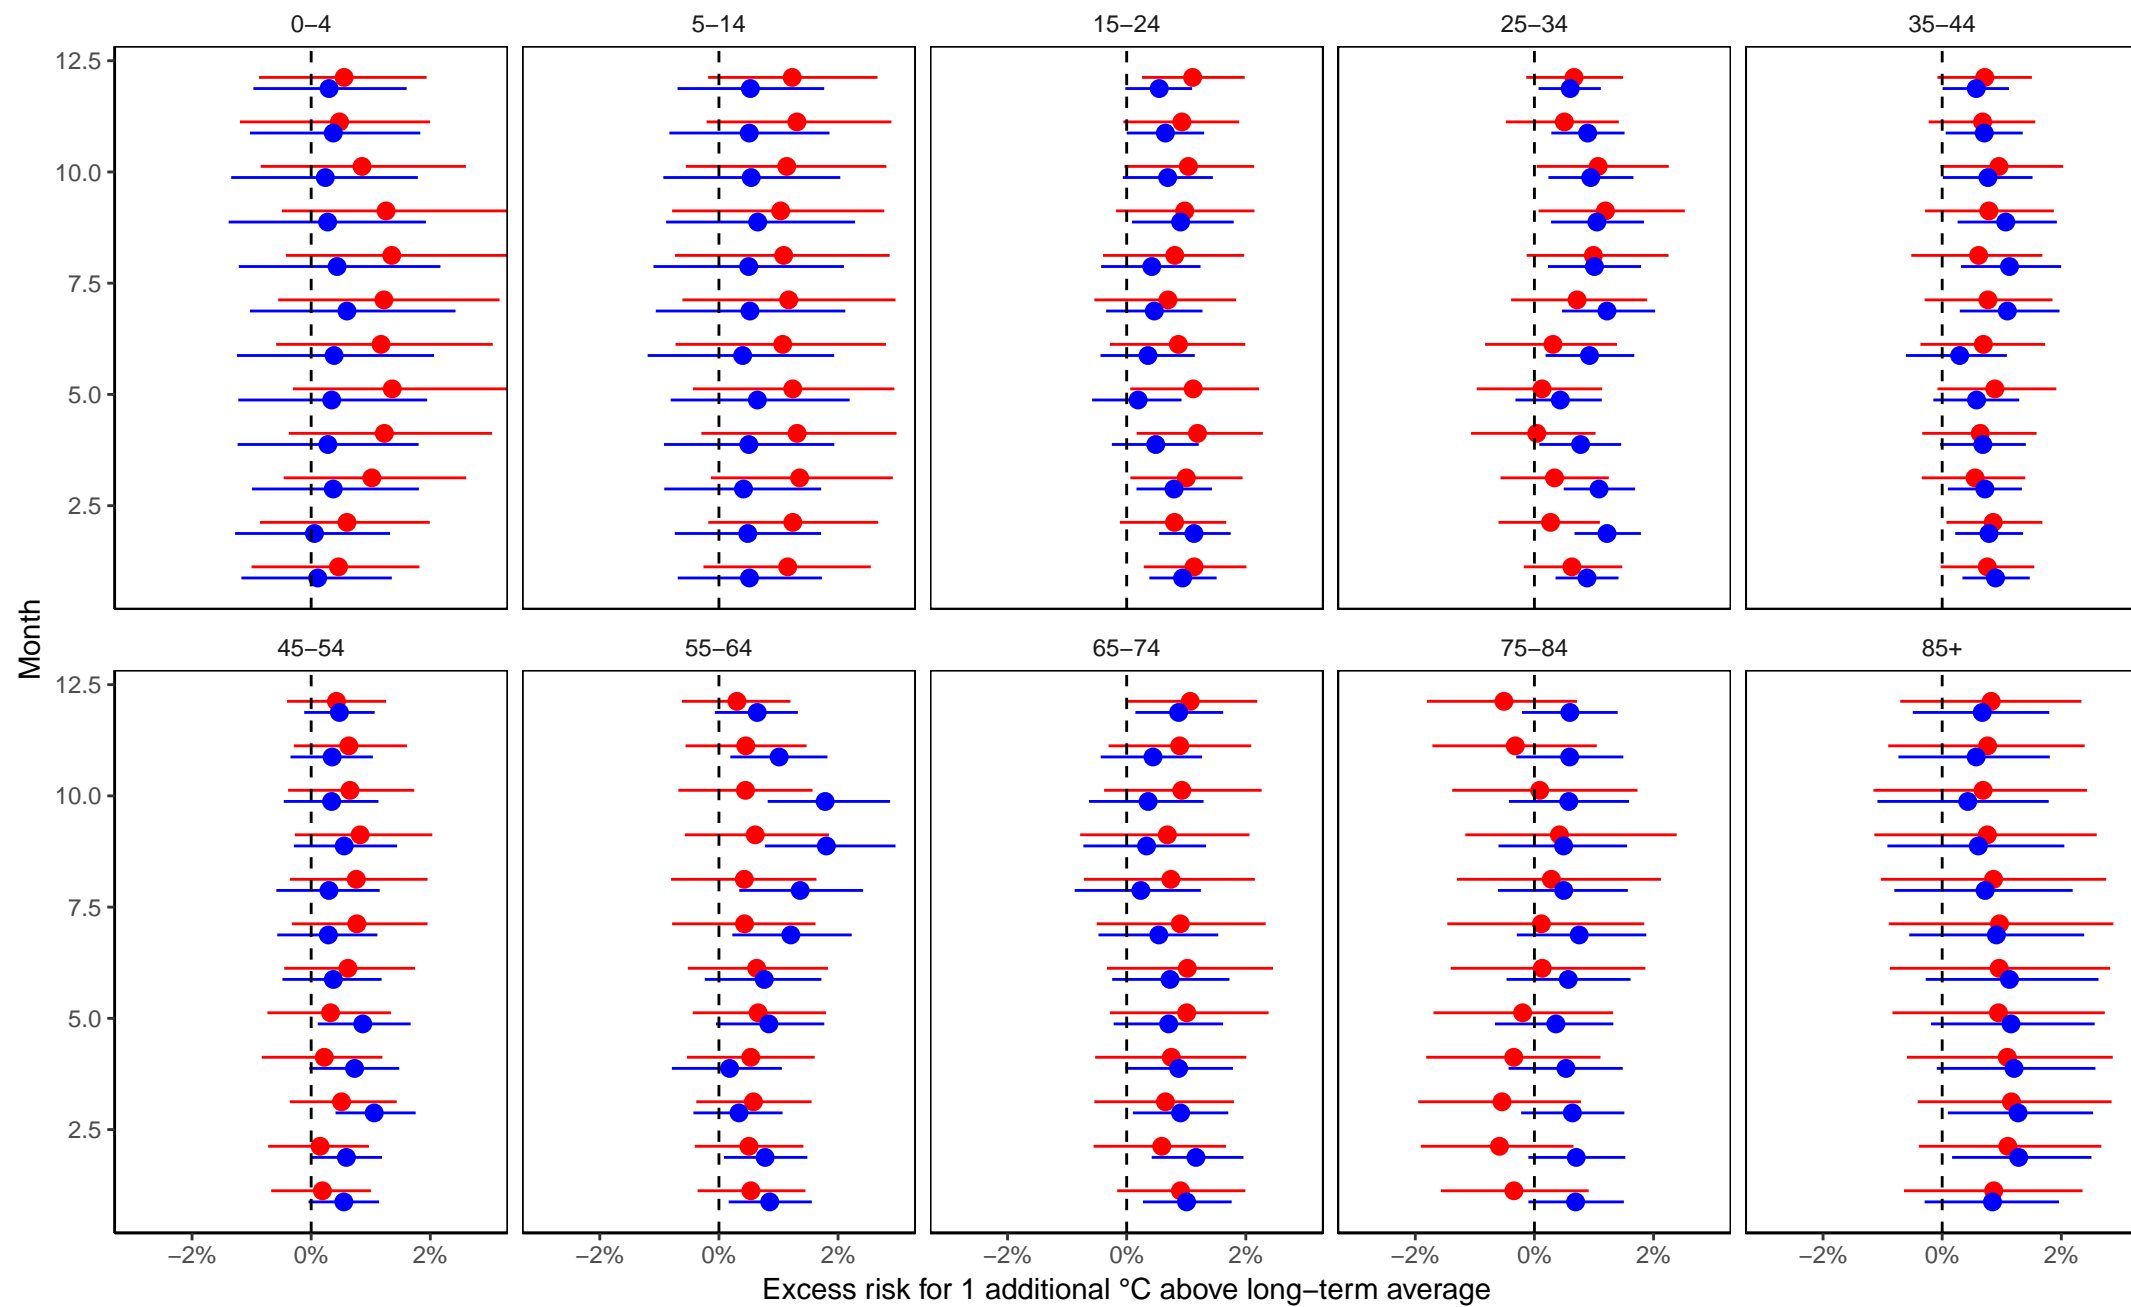 0−4 5−14 15−24 25−34 35−44
12.5
10.0
7.5
5.0
2.5
Month
45−54 55−64 65−74 75−84 85+
12.5
10.0
7.5
5.0
2.5
−2% 0% 2% −2% 0% 2% −2% 0% 2% −2% 0% 2% −2% 0% 2%
Excess risk for 1 additional °C above long−term average